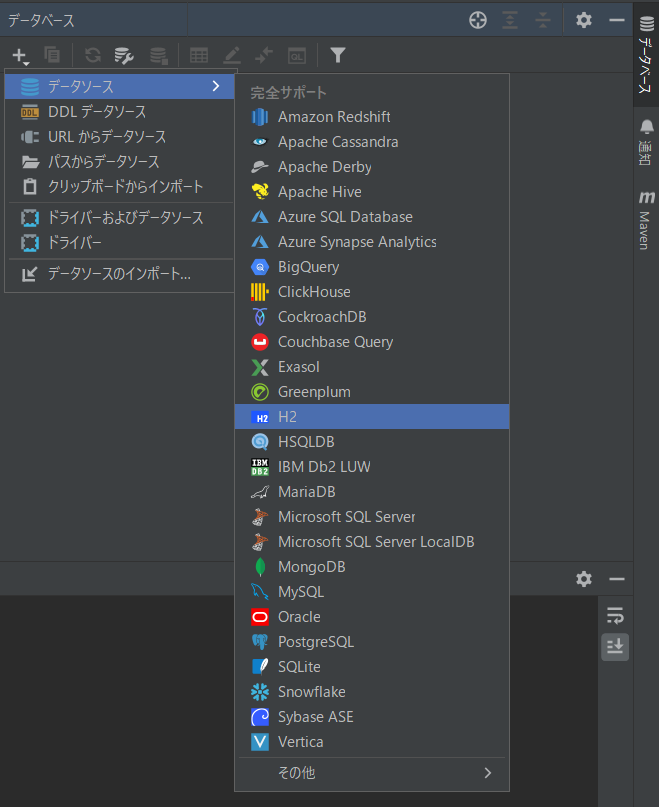 データベース
データソース
DDL データソース
URL からデータソース
パスからデータソース
クリップボードからインポート
ドライバーおよびデータソース
ドライバー
データソースのインポート...
完全サポート
Amazon Redshift
Apache Cassandra
Apache Derby
Apache Hive
Azure SQL Database
Azure Synapse Analytics
BigQuery
ClickHouse
CockroachDB
Couchbase Query
Exasol
Greenplum
H2
HSQLDB
IBM Db2 LUW
MariaDB
Microsoft SQL Server
Microsoft SQL Server LocalDB
MongoDB
MySQL
Oracle
PostgreSQL
SQLite
Snowflake
Sybase ASE
Vertica
その他
データベース
通知
Maven